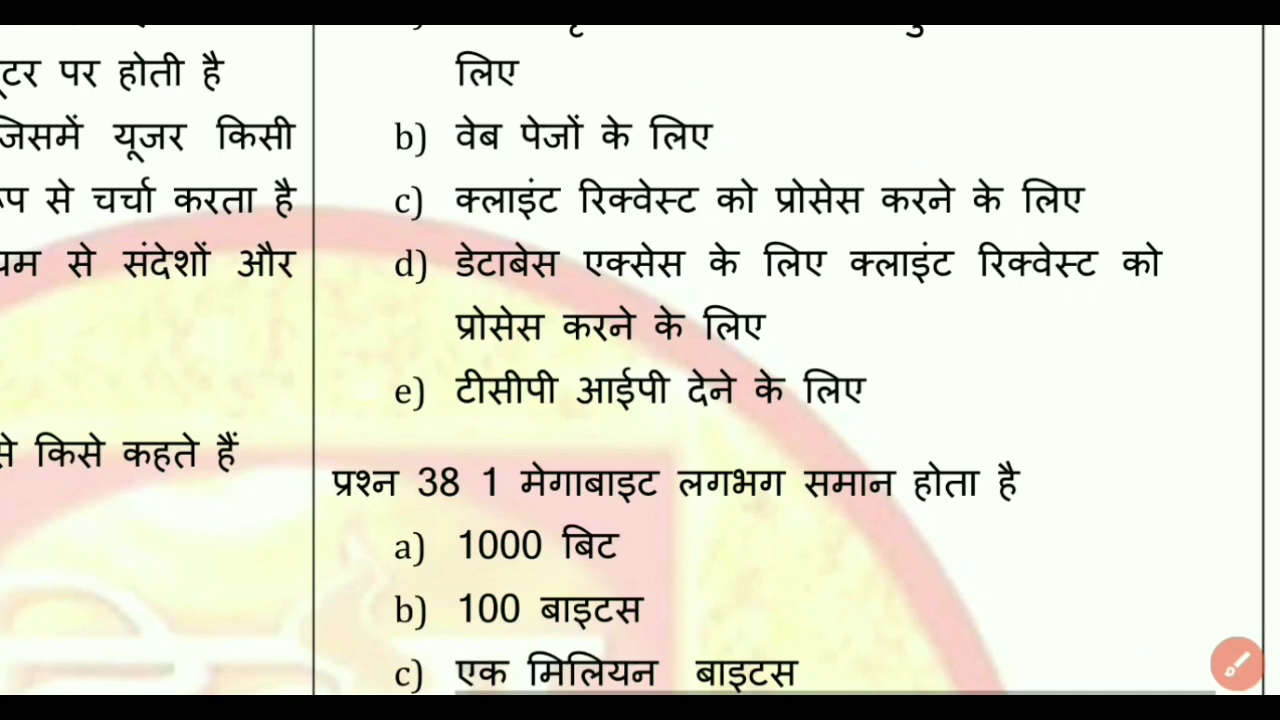 टर पर होती है
जिसमें यूजर किसी
से चर्चा करता है
से संदेशों और
किसे कहते हैं
लिए
b) वेब पेजों के लिए
c) क्लाइंट रिक्वेस्ट को प्रोसेस करने के लिए
d) डेटाबेस एक्सेस के लिए क्लाइंट रिक्वेस्ट को
प्रोसेस करने के लिए
e) टीसीपी आईपी देने के लिए
प्रश्न 38 1 मेगाबाइट लगभग समान होता है
a) 1000 बिट
b) 100 बाइटस
c) एक मिलियन बाइटस